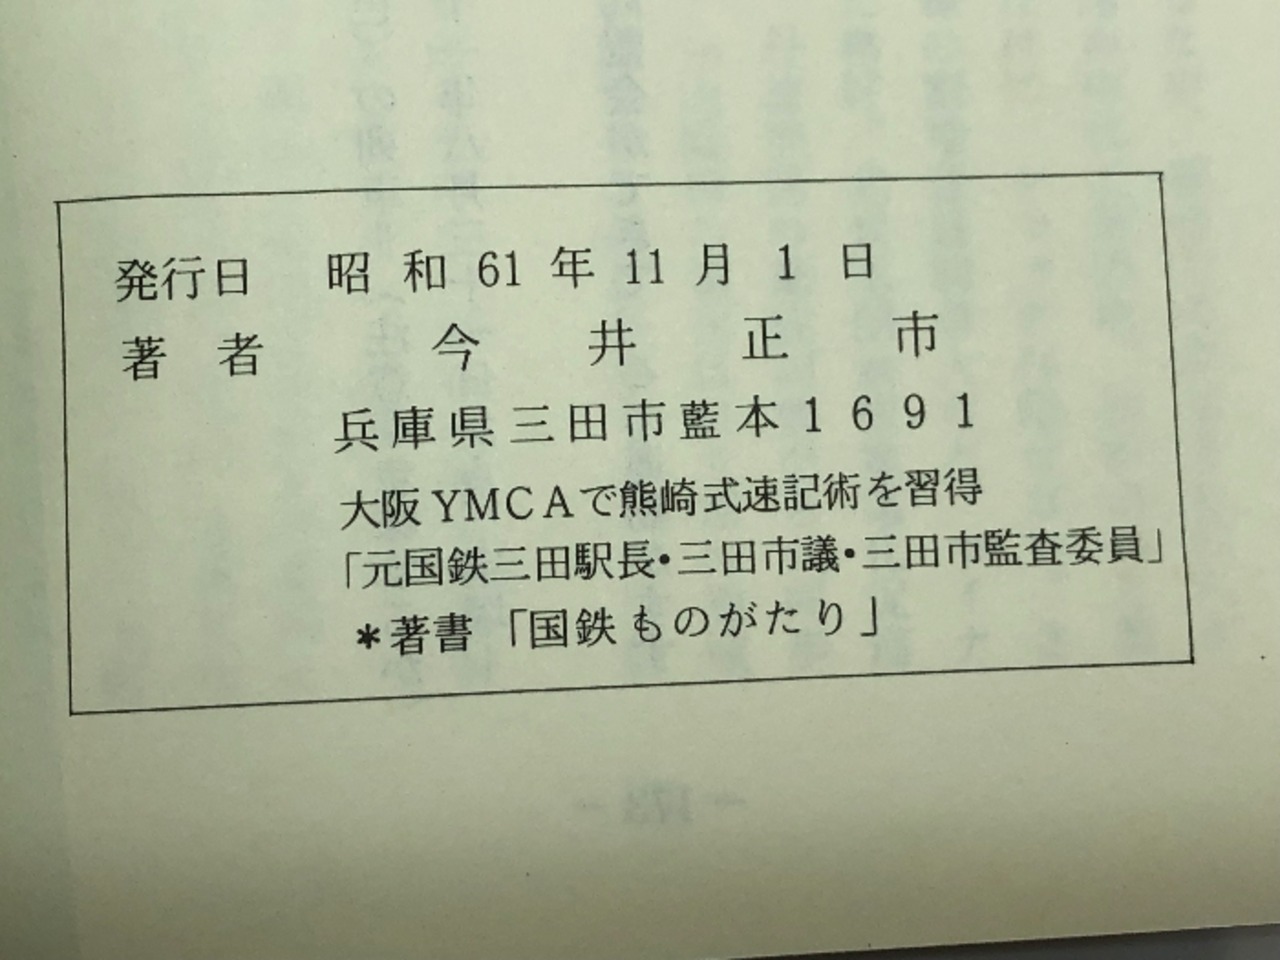 発行日 昭和61年11月1日
著者 今井正市
兵庫県三田市藍本1691
大阪YMCAで熊崎式速記術を習得
「元国鉄三田駅長・三田市議・三田市監査委員」
*著書「国鉄ものがたり」